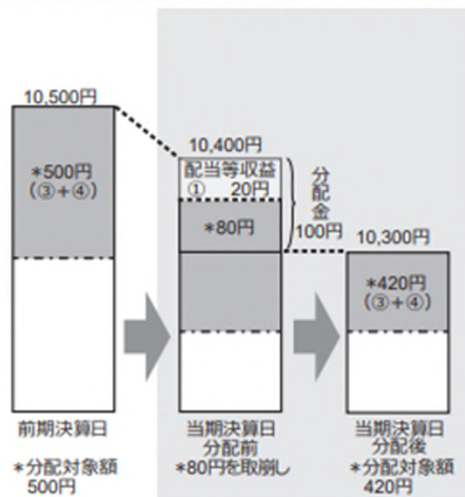 10,500円
*500円
(③+④)
前期決算日
*分配対象額
500円
10,400円
配当等収益
① 20円
*80円
分配金
100円
当期決算日
分配前
*80円を取崩し
10,300円
*420円
(③+④)
当期決算日
分配後
*分配対象額
420円